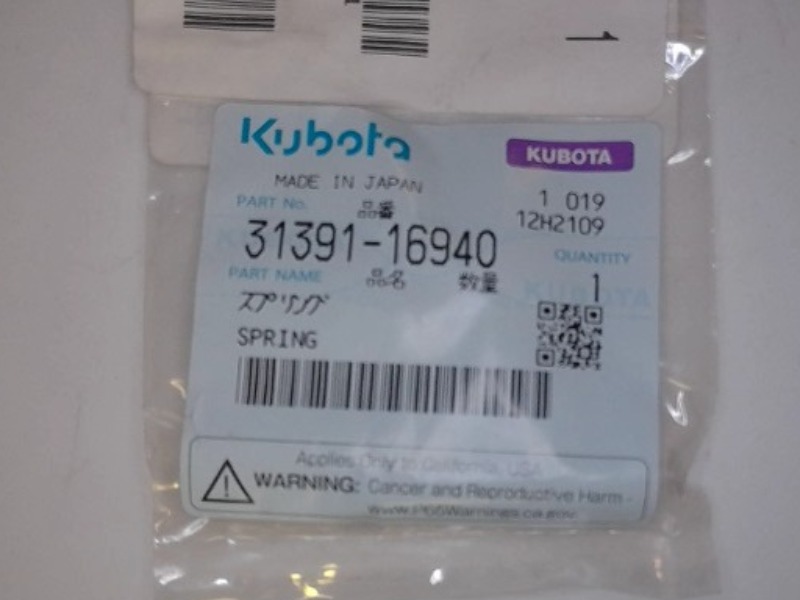 1
Kubota
KUBOTA
MADE IN JAPAN
1 019
PART No. 品番
12H2109
31391-16940
QUANTITY
PART NAME 品名 数量
1
スプリング
SPRING
Applies Only to California, USA
WARNING: Cancer and Reproductive Harm -
www.P65Warnings.ca.gov